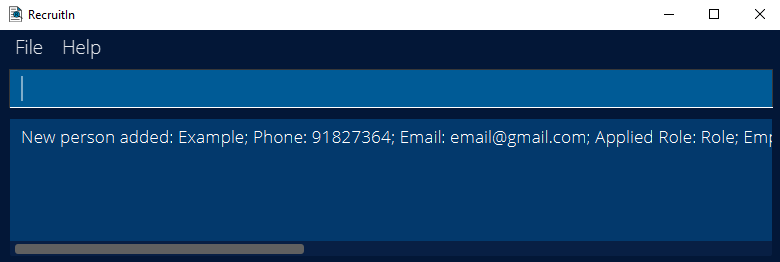 RecruitIn
File Help
New person added: Example; Phone: 91827364; Email: email@gmail.com; Applied Role: Role; Emp